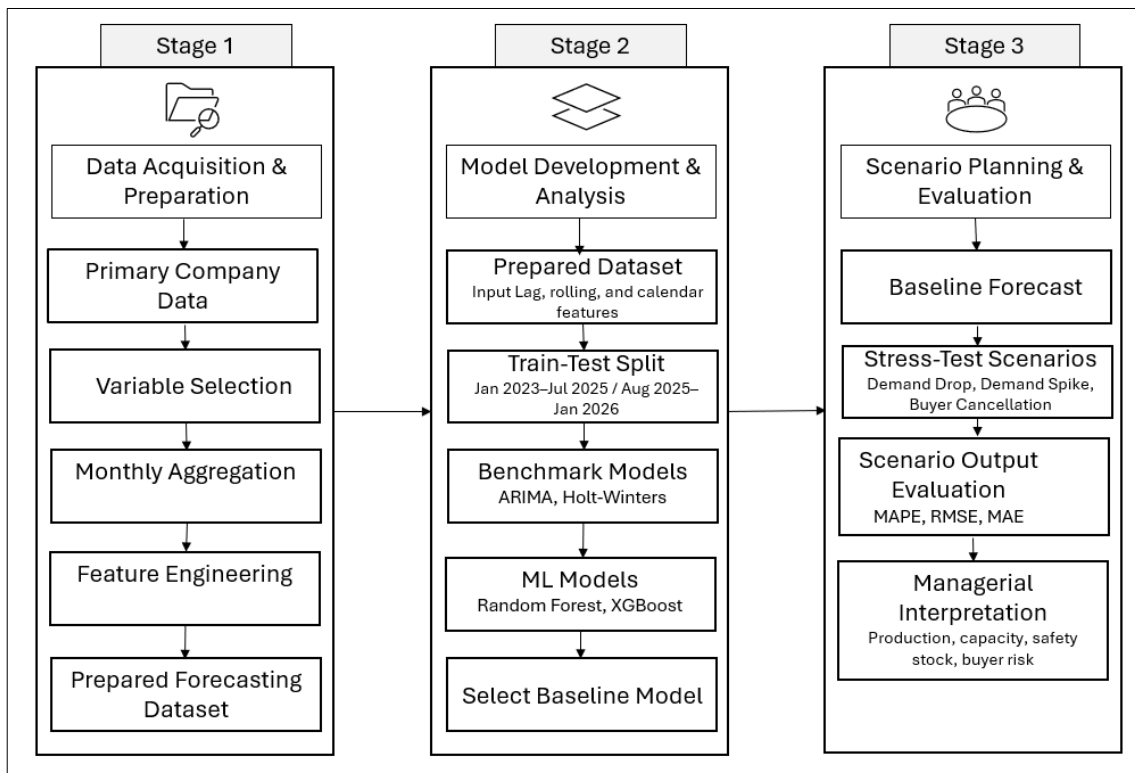 Stage 1
Data Acquisition &
Preparation
Primary Company
Data
Variable Selection
Monthly Aggregation
Feature Engineering
Prepared Forecasting
Dataset
Stage 2
Model Development &
Analysis
Prepared Dataset
Input Lag, rolling, and calendar
features
Train-Test Split
Jan 2023–Jul 2025 / Aug 2025–
Jan 2026
Benchmark Models
ARIMA, Holt-Winters
ML Models
Random Forest, XGBoost
Select Baseline Model
Stage 3
Scenario Planning &
Evaluation
Baseline Forecast
Stress-Test Scenarios
Demand Drop, Demand Spike,
Buyer Cancellation
Scenario Output
Evaluation
MAPE, RMSE, MAE
Managerial
Interpretation
Production, capacity, safety
stock, buyer risk